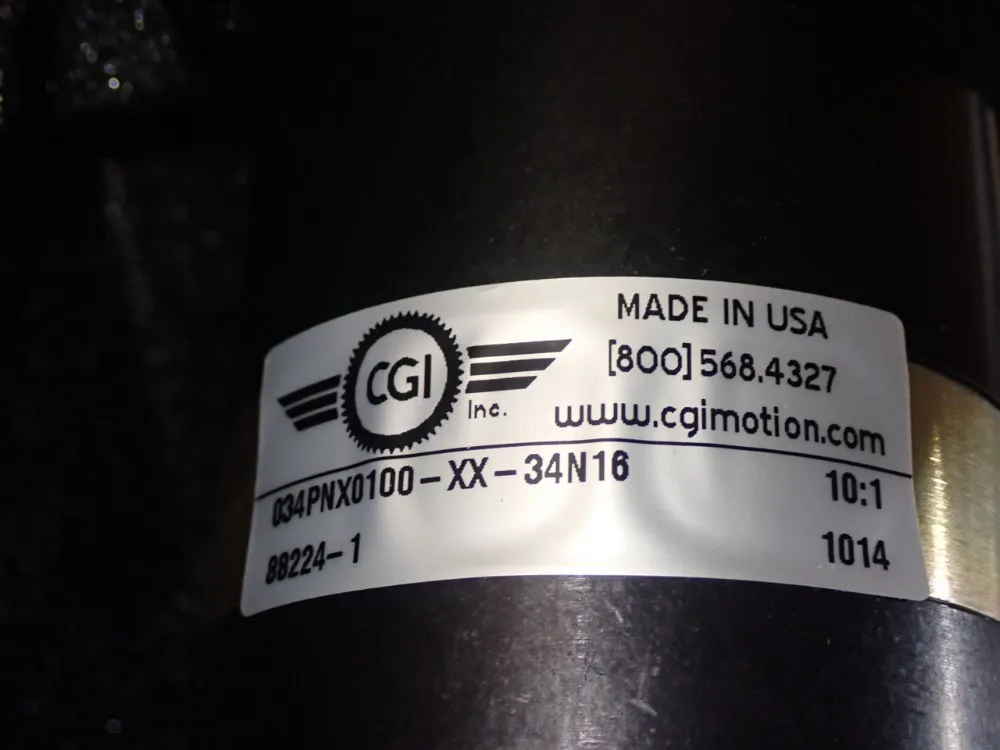 CGI
Inc.
MADE IN USA
[800] 568.4327
www.cgimotion.com
034PNX0100-XX-34N16 10:1
88224-1 1014